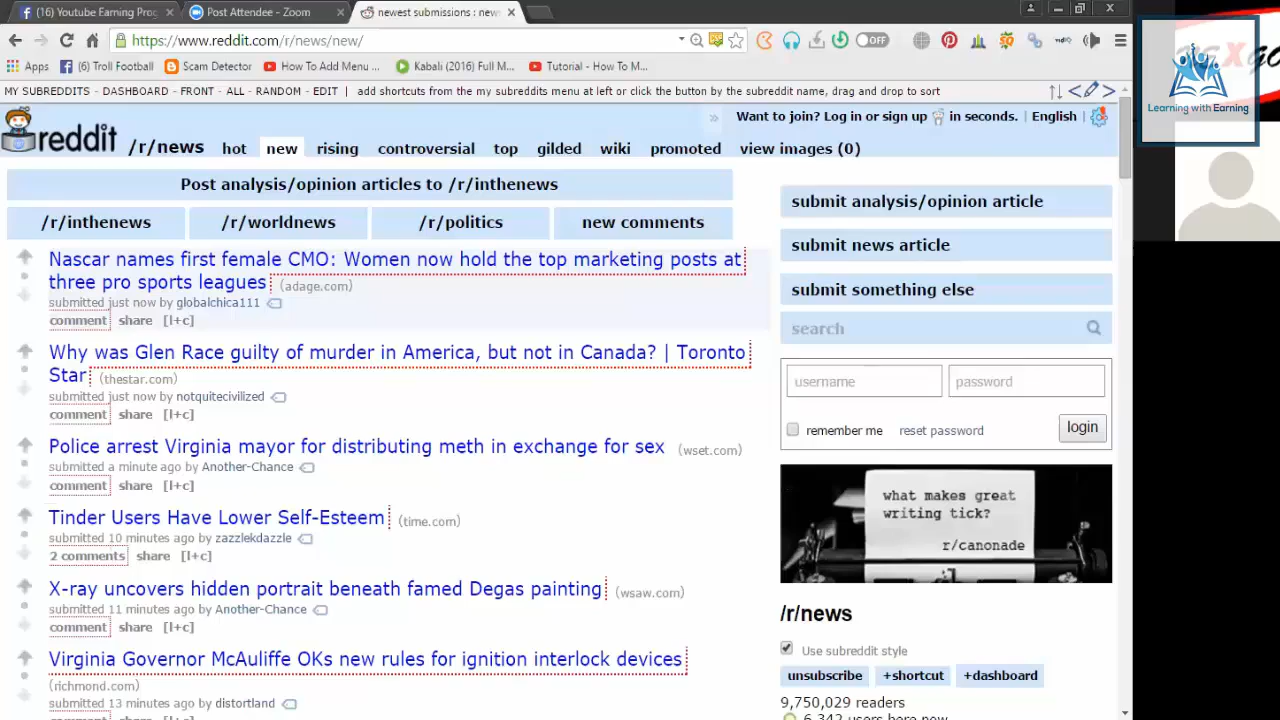 (16) Youtube Earning Prog
Post Attendee - Zoom
newest submissions : new
https://www.reddit.com/r/news/new/
OFF
Apps
(6) Troll Football
Scam Detector
How To Add Menu ...
Kabali (2016) Full M...
Tutorial - How To M...
Learning with Earning
MY SUBREDDITS - DASHBOARD - FRONT - ALL - RANDOM - EDIT | add shortcuts from the my subreddits menu at left or click the button by the subreddit name, drag and drop to sort
Want to join? Log in or sign up in seconds. | English |
reddit /r/news hot new rising controversial top gilded wiki promoted view images (0)
Post analysis/opinion articles to /r/inthenews
/r/inthenews /r/worldnews /r/politics new comments
Nascar names first female CMO: Women now hold the top marketing posts at
three pro sports leagues (adage.com)
submitted just now by globalchica111
comment share [l+c]
Why was Glen Race guilty of murder in America, but not in Canada? | Toronto
Star (thestar.com)
submitted just now by notquitecivilized
comment share [l+c]
Police arrest Virginia mayor for distributing meth in exchange for sex (wset.com)
submitted a minute ago by Another-Chance
comment share [l+c]
Tinder Users Have Lower Self-Esteem (time.com)
submitted 10 minutes ago by zazzlekdazzle
2 comments share [l+c]
X-ray uncovers hidden portrait beneath famed Degas painting (wsaw.com)
submitted 11 minutes ago by Another-Chance
comment share [l+c]
Virginia Governor McAuliffe OKs new rules for ignition interlock devices
(richmond.com)
submitted 13 minutes ago by distortland
submit analysis/opinion article
submit news article
submit something else
search
username password
remember me reset password login
what makes great
writing tick?
r/canonade
/r/news
Use subreddit style
unsubscribe +shortcut +dashboard
9,750,029 readers
6,342 users here now